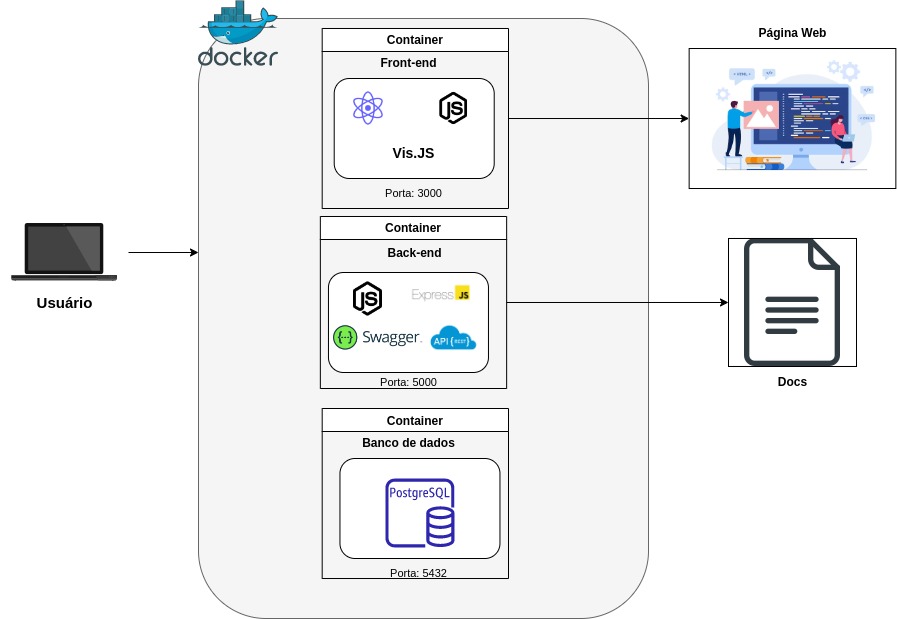 docker
Container
Front-end
JS
Vis.JS
Porta: 3000
Página Web
Usuário
Container
Back-end
JS
Express JS
{··} Swagger.
API {REST}
Porta: 5000
Docs
Container
Banco de dados
PostgreSQL
Porta: 5432